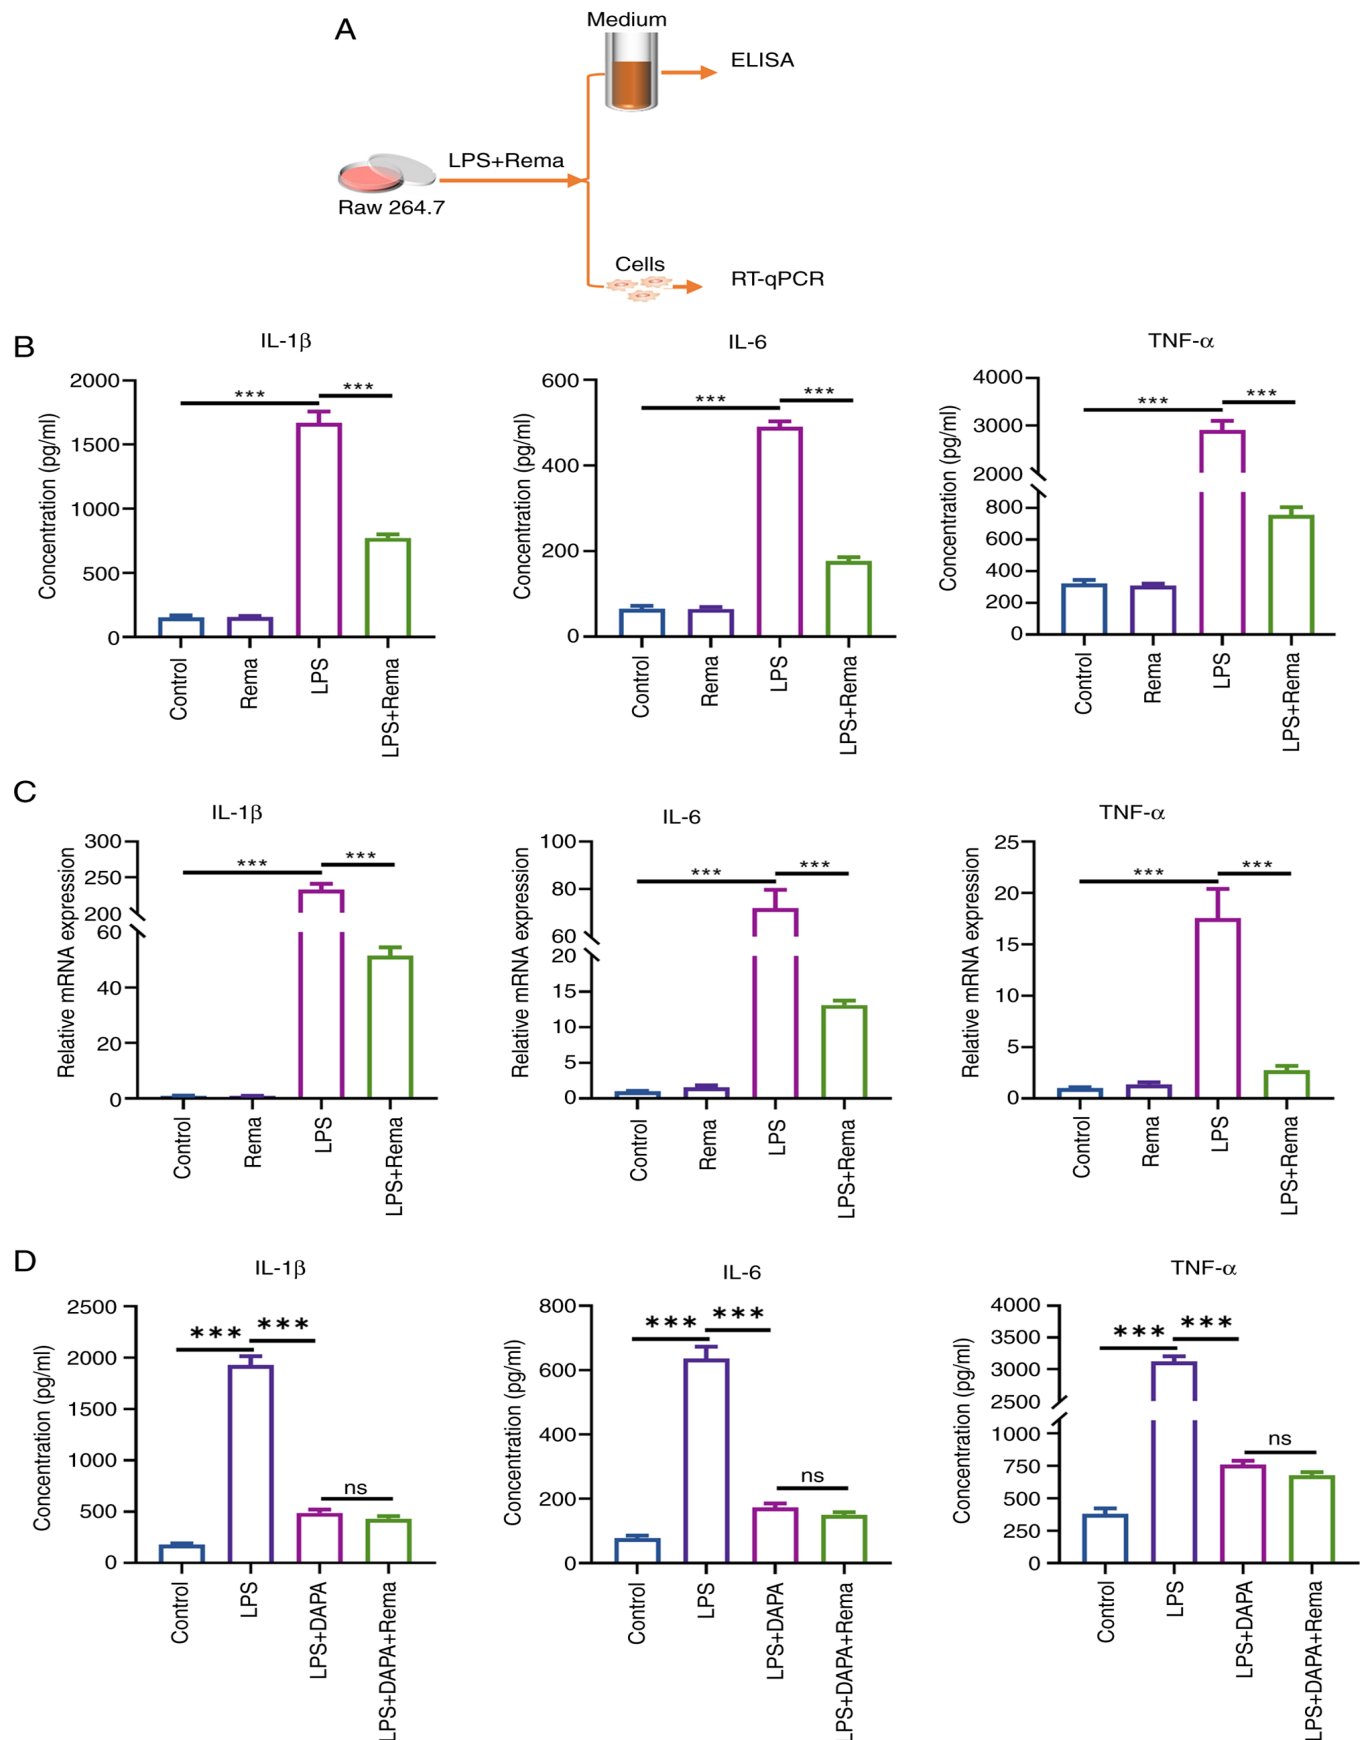 A
Medium
ELISA
LPS+Rema
Raw 264.7
Cells
RT-qPCR
B
IL-1β
Concentration (pg/ml)
2000
1500
1000
500
0
***
***
Control
Rema
LPS
LPS+Rema
IL-6
Concentration (pg/ml)
600
400
200
0
***
***
Control
Rema
LPS
LPS+Rema
TNF-α
Concentration (pg/ml)
4000
3000
2000
800
600
400
200
0
***
***
Control
Rema
LPS
LPS+Rema
C
IL-1β
Relative mRNA expression
300
250
200
60
40
20
0
***
***
Control
Rema
LPS
LPS+Rema
IL-6
Relative mRNA expression
100
80
60
20
15
10
5
0
***
***
Control
Rema
LPS
LPS+Rema
TNF-α
Relative mRNA expression
25
20
15
10
5
0
***
***
Control
Rema
LPS
LPS+Rema
D
IL-1β
Concentration (pg/ml)
2500
2000
1500
1000
500
0
***
***
ns
Control
LPS
LPS+DAPA
LPS+DAPA+Rema
IL-6
Concentration (pg/ml)
800
600
400
200
0
***
***
ns
Control
LPS
LPS+DAPA
LPS+DAPA+Rema
TNF-α
Concentration (pg/ml)
4000
3500
3000
2500
1000
750
500
250
0
***
***
ns
Control
LPS
LPS+DAPA
LPS+DAPA+Rema